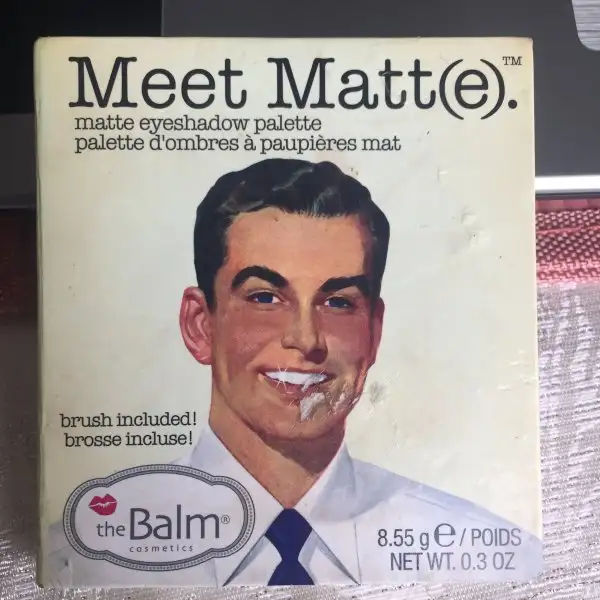 Meet Matt(e).™
matte eyeshadow palette
palette d'ombres à paupières mat
brush included!
brosse incluse!
the Balm®
cosmetics
8.55 g ℮ / POIDS
NET WT. 0.3 OZ